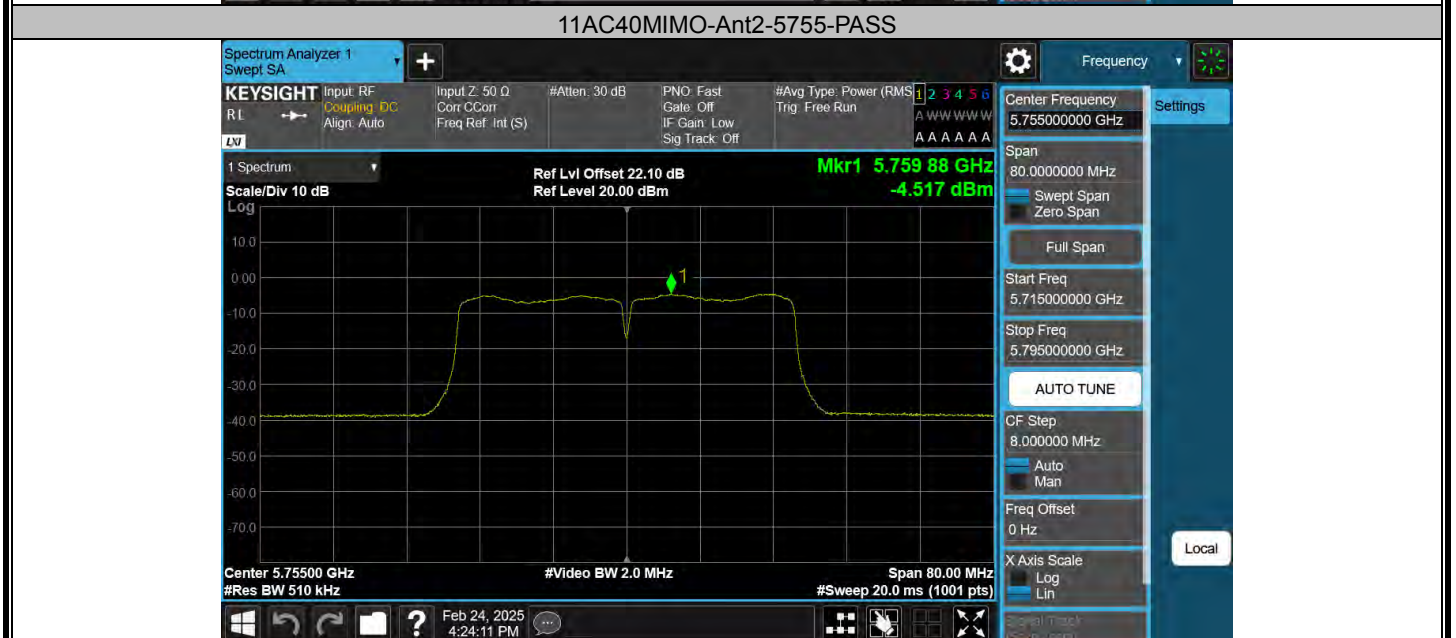 11AC40MIMO-Ant2-5755-PASS
Spectrum Analyzer 1
Swept SA
Frequency
KEYSIGHT
RL
LXI
Input: RF
Coupling: DC
Align: Auto
Input Z: 50 Ω
Corr CCorr
Freq Ref: Int (S)
#Atten: 30 dB
PNO: Fast
Gate: Off
IF Gain: Low
Sig Track: Off
#Avg Type: Power (RMS
Trig: Free Run
1 2 3 4 5 6
A W W W W W
A A A A A A
1 Spectrum
Scale/Div 10 dB
Log
Ref Lvl Offset 22.10 dB
Ref Level 20.00 dBm
Mkr1 5.759 88 GHz
-4.517 dBm
10.0
0.00
-10.0
-20.0
-30.0
-40.0
-50.0
-60.0
-70.0
1
Center 5.75500 GHz
#Res BW 510 kHz
#Video BW 2.0 MHz
Span 80.00 MHz
#Sweep 20.0 ms (1001 pts)
Center Frequency
5.755000000 GHz
Settings
Span
80.0000000 MHz
Swept Span
Zero Span
Full Span
Start Freq
5.715000000 GHz
Stop Freq
5.795000000 GHz
AUTO TUNE
CF Step
8.000000 MHz
Auto
Man
Freq Offset
0 Hz
X Axis Scale
Log
Lin
Local
Signal Track
?
Feb 24, 2025
4:24:11 PM